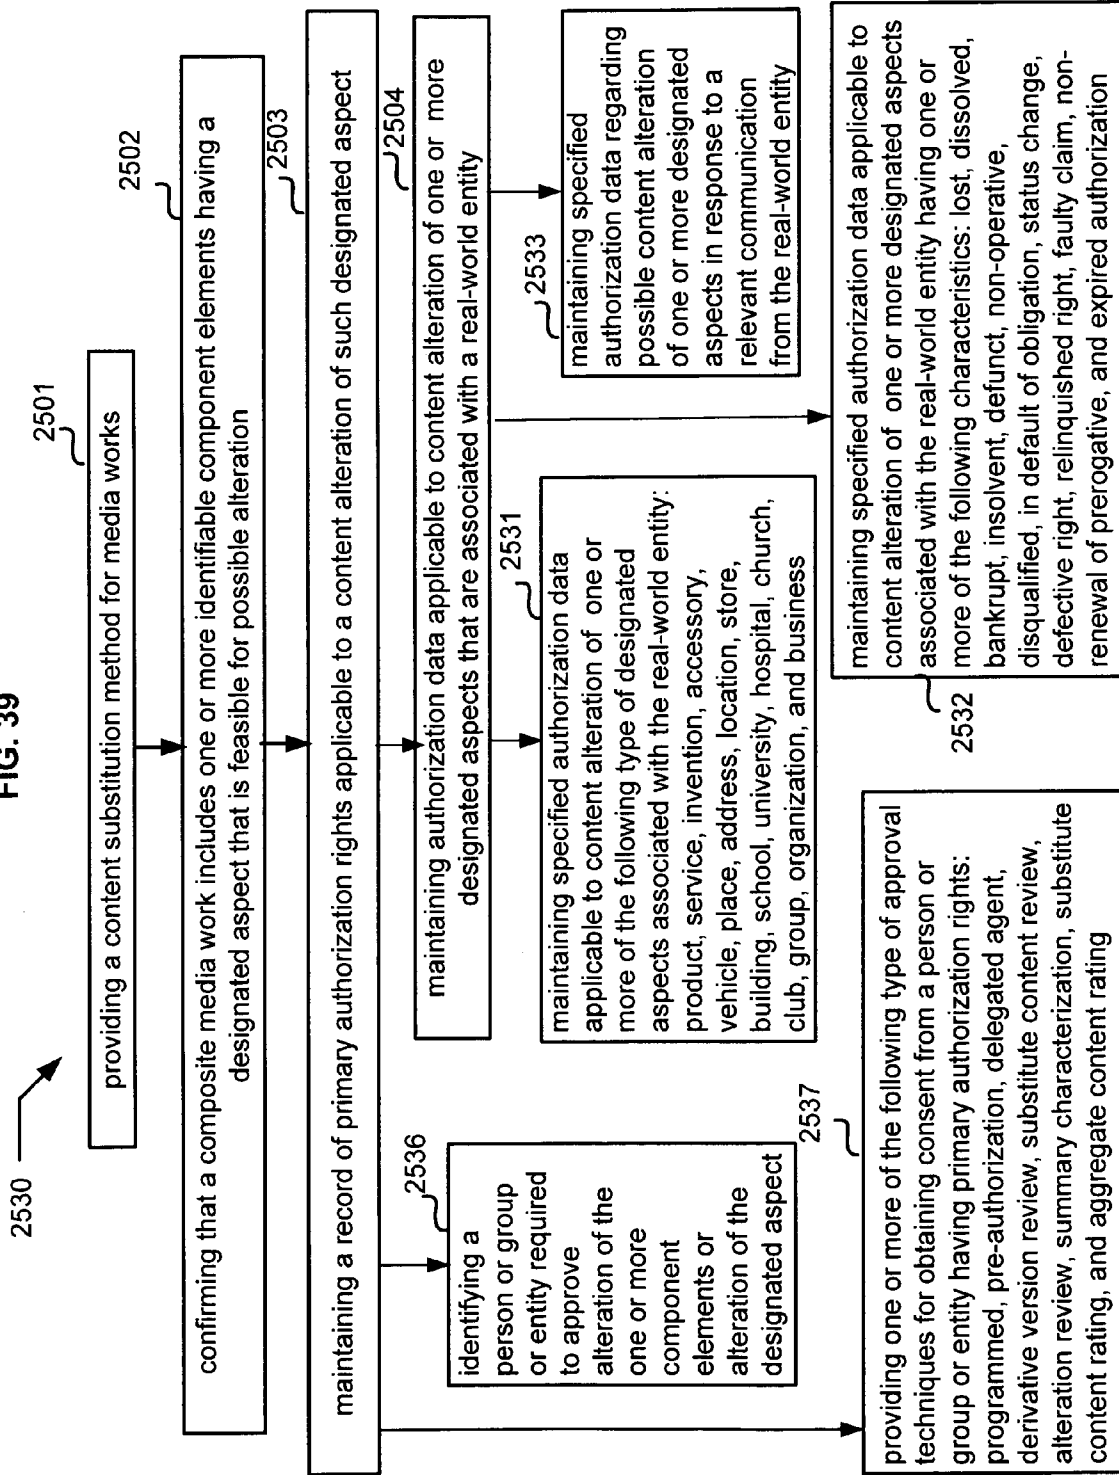 FIG. 39
2530
2501
providing a content substitution method for media works
2502
confirming that a composite media work includes one or more identifiable component elements having a
designated aspect that is feasible for possible alteration
2503
maintaining a record of primary authorization rights applicable to a content alteration of such designated aspect
2504
maintaining authorization data applicable to content alteration of one or more
designated aspects that are associated with a real-world entity
2536
identifying a
person or group
or entity required
to approve
alteration of the
one or more
component
elements or
alteration of the
designated aspect
2531
maintaining specified authorization data
applicable to content alteration of one or
more of the following type of designated
aspects associated with the real-world entity:
product, service, invention, accessory,
vehicle, place, address, location, store,
building, school, university, hospital, church,
club, group, organization, and business
2533
maintaining specified
authorization data regarding
possible content alteration
of one or more designated
aspects in response to a
relevant communication
from the real-world entity
2537
providing one or more of the following type of approval
techniques for obtaining consent from a person or
group or entity having primary authorization rights:
programmed, pre-authorization, delegated agent,
derivative version review, substitute content review,
alteration review, summary characterization, substitute
content rating, and aggregate content rating
2532
maintaining specified authorization data applicable to
content alteration of one or more designated aspects
associated with the real-world entity having one or
more of the following characteristics: lost, dissolved,
bankrupt, insolvent, defunct, non-operative,
disqualified, in default of obligation, status change,
defective right, relinquished right, faulty claim, non-
renewal of prerogative, and expired authorization